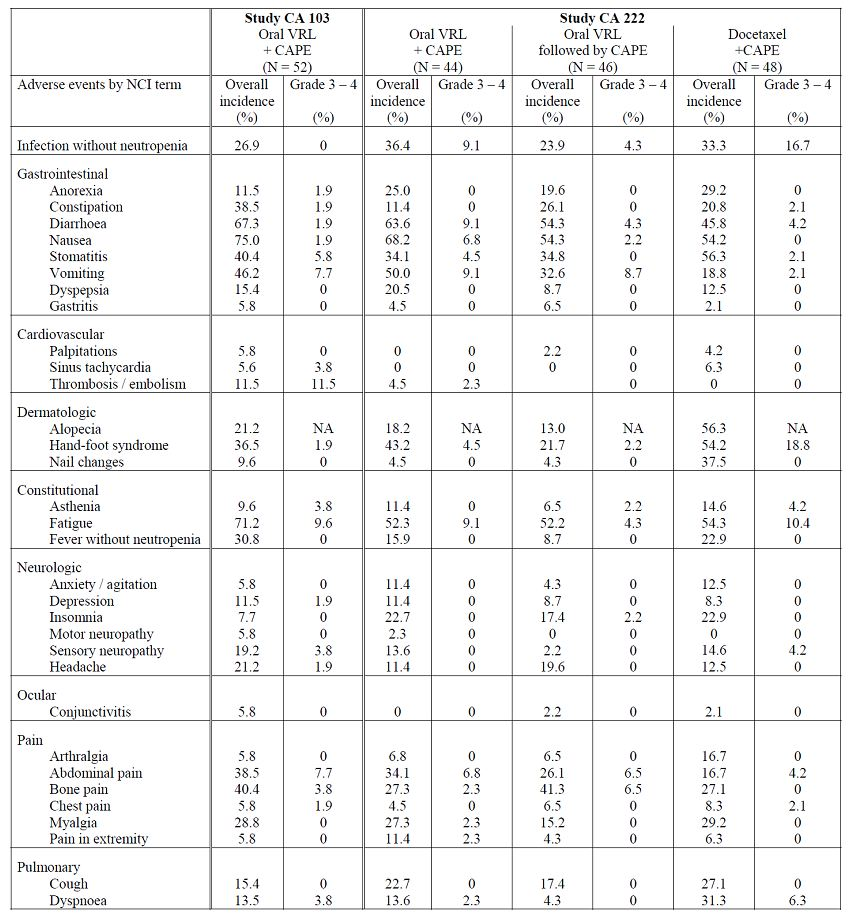 Study CA 103 Study CA 222
Oral VRL Oral VRL Oral VRL Docetaxel
+ CAPE + CAPE followed by CAPE +CAPE
(N = 52) (N = 44) (N = 46) (N = 48)
Adverse events by NCI term Overall Grade 3 – 4 Overall Grade 3 – 4 Overall Grade 3 – 4 Overall Grade 3 – 4
incidence incidence incidence incidence
(%) (%) (%) (%) (%) (%) (%) (%)
Infection without neutropenia 26.9 0 36.4 9.1 23.9 4.3 33.3 16.7
Gastrointestinal
Anorexia 11.5 1.9 25.0 0 19.6 0 29.2 0
Constipation 38.5 1.9 11.4 0 26.1 0 20.8 2.1
Diarrhoea 67.3 1.9 63.6 9.1 54.3 4.3 45.8 4.2
Nausea 75.0 1.9 68.2 6.8 54.3 2.2 54.2 0
Stomatitis 40.4 5.8 34.1 4.5 34.8 0 56.3 2.1
Vomiting 46.2 7.7 50.0 9.1 32.6 8.7 18.8 2.1
Dyspepsia 15.4 0 20.5 0 8.7 0 12.5 0
Gastritis 5.8 0 4.5 0 6.5 0 2.1 0
Cardiovascular
Palpitations 5.8 0 0 0 2.2 0 4.2 0
Sinus tachycardia 5.6 3.8 0 0 0 0 6.3 0
Thrombosis / embolism 11.5 11.5 4.5 2.3 0 0 0
Dermatologic
Alopecia 21.2 NA 18.2 NA 13.0 NA 56.3 NA
Hand-foot syndrome 36.5 1.9 43.2 4.5 21.7 2.2 54.2 18.8
Nail changes 9.6 0 4.5 0 4.3 0 37.5 0
Constitutional
Asthenia 9.6 3.8 11.4 0 6.5 2.2 14.6 4.2
Fatigue 71.2 9.6 52.3 9.1 52.2 4.3 54.3 10.4
Fever without neutropenia 30.8 0 15.9 0 8.7 0 22.9 0
Neurologic
Anxiety / agitation 5.8 0 11.4 0 4.3 0 12.5 0
Depression 11.5 1.9 11.4 0 8.7 0 8.3 0
Insomnia 7.7 0 22.7 0 17.4 2.2 22.9 0
Motor neuropathy 5.8 0 2.3 0 0 0 0 0
Sensory neuropathy 19.2 3.8 13.6 0 2.2 0 14.6 4.2
Headache 21.2 1.9 11.4 0 19.6 0 12.5 0
Ocular
Conjunctivitis 5.8 0 0 0 2.2 0 2.1 0
Pain
Arthralgia 5.8 0 6.8 0 6.5 0 16.7 0
Abdominal pain 38.5 7.7 34.1 6.8 26.1 6.5 16.7 4.2
Bone pain 40.4 3.8 27.3 2.3 41.3 6.5 27.1 0
Chest pain 5.8 1.9 4.5 0 6.5 0 8.3 2.1
Myalgia 28.8 0 27.3 2.3 15.2 0 29.2 0
Pain in extremity 5.8 0 11.4 2.3 4.3 0 6.3 0
Pulmonary
Cough 15.4 0 22.7 0 17.4 0 27.1 0
Dyspnoea 13.5 3.8 13.6 2.3 4.3 0 31.3 6.3